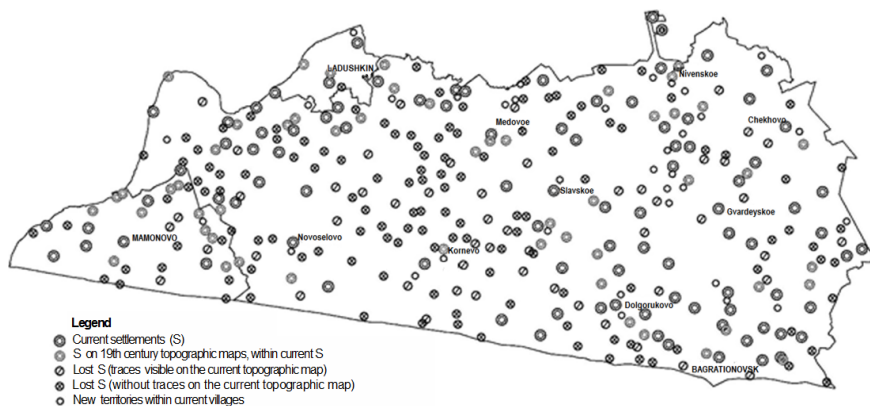 LADUSHKIN
Nivenskoe
Medovoe
Chekhovo
Slavskoe
Gvardeyskoe
MAMONOVO
Novoselovo
Kornevo
Dolgorukovo
BAGRATIONOVSK
Legend
Current settlements (S)
S on 19th century topographic maps, within current S
Lost S (traces visible on the current topographic map)
Lost S (without traces on the current topographic map)
New territories within current villages